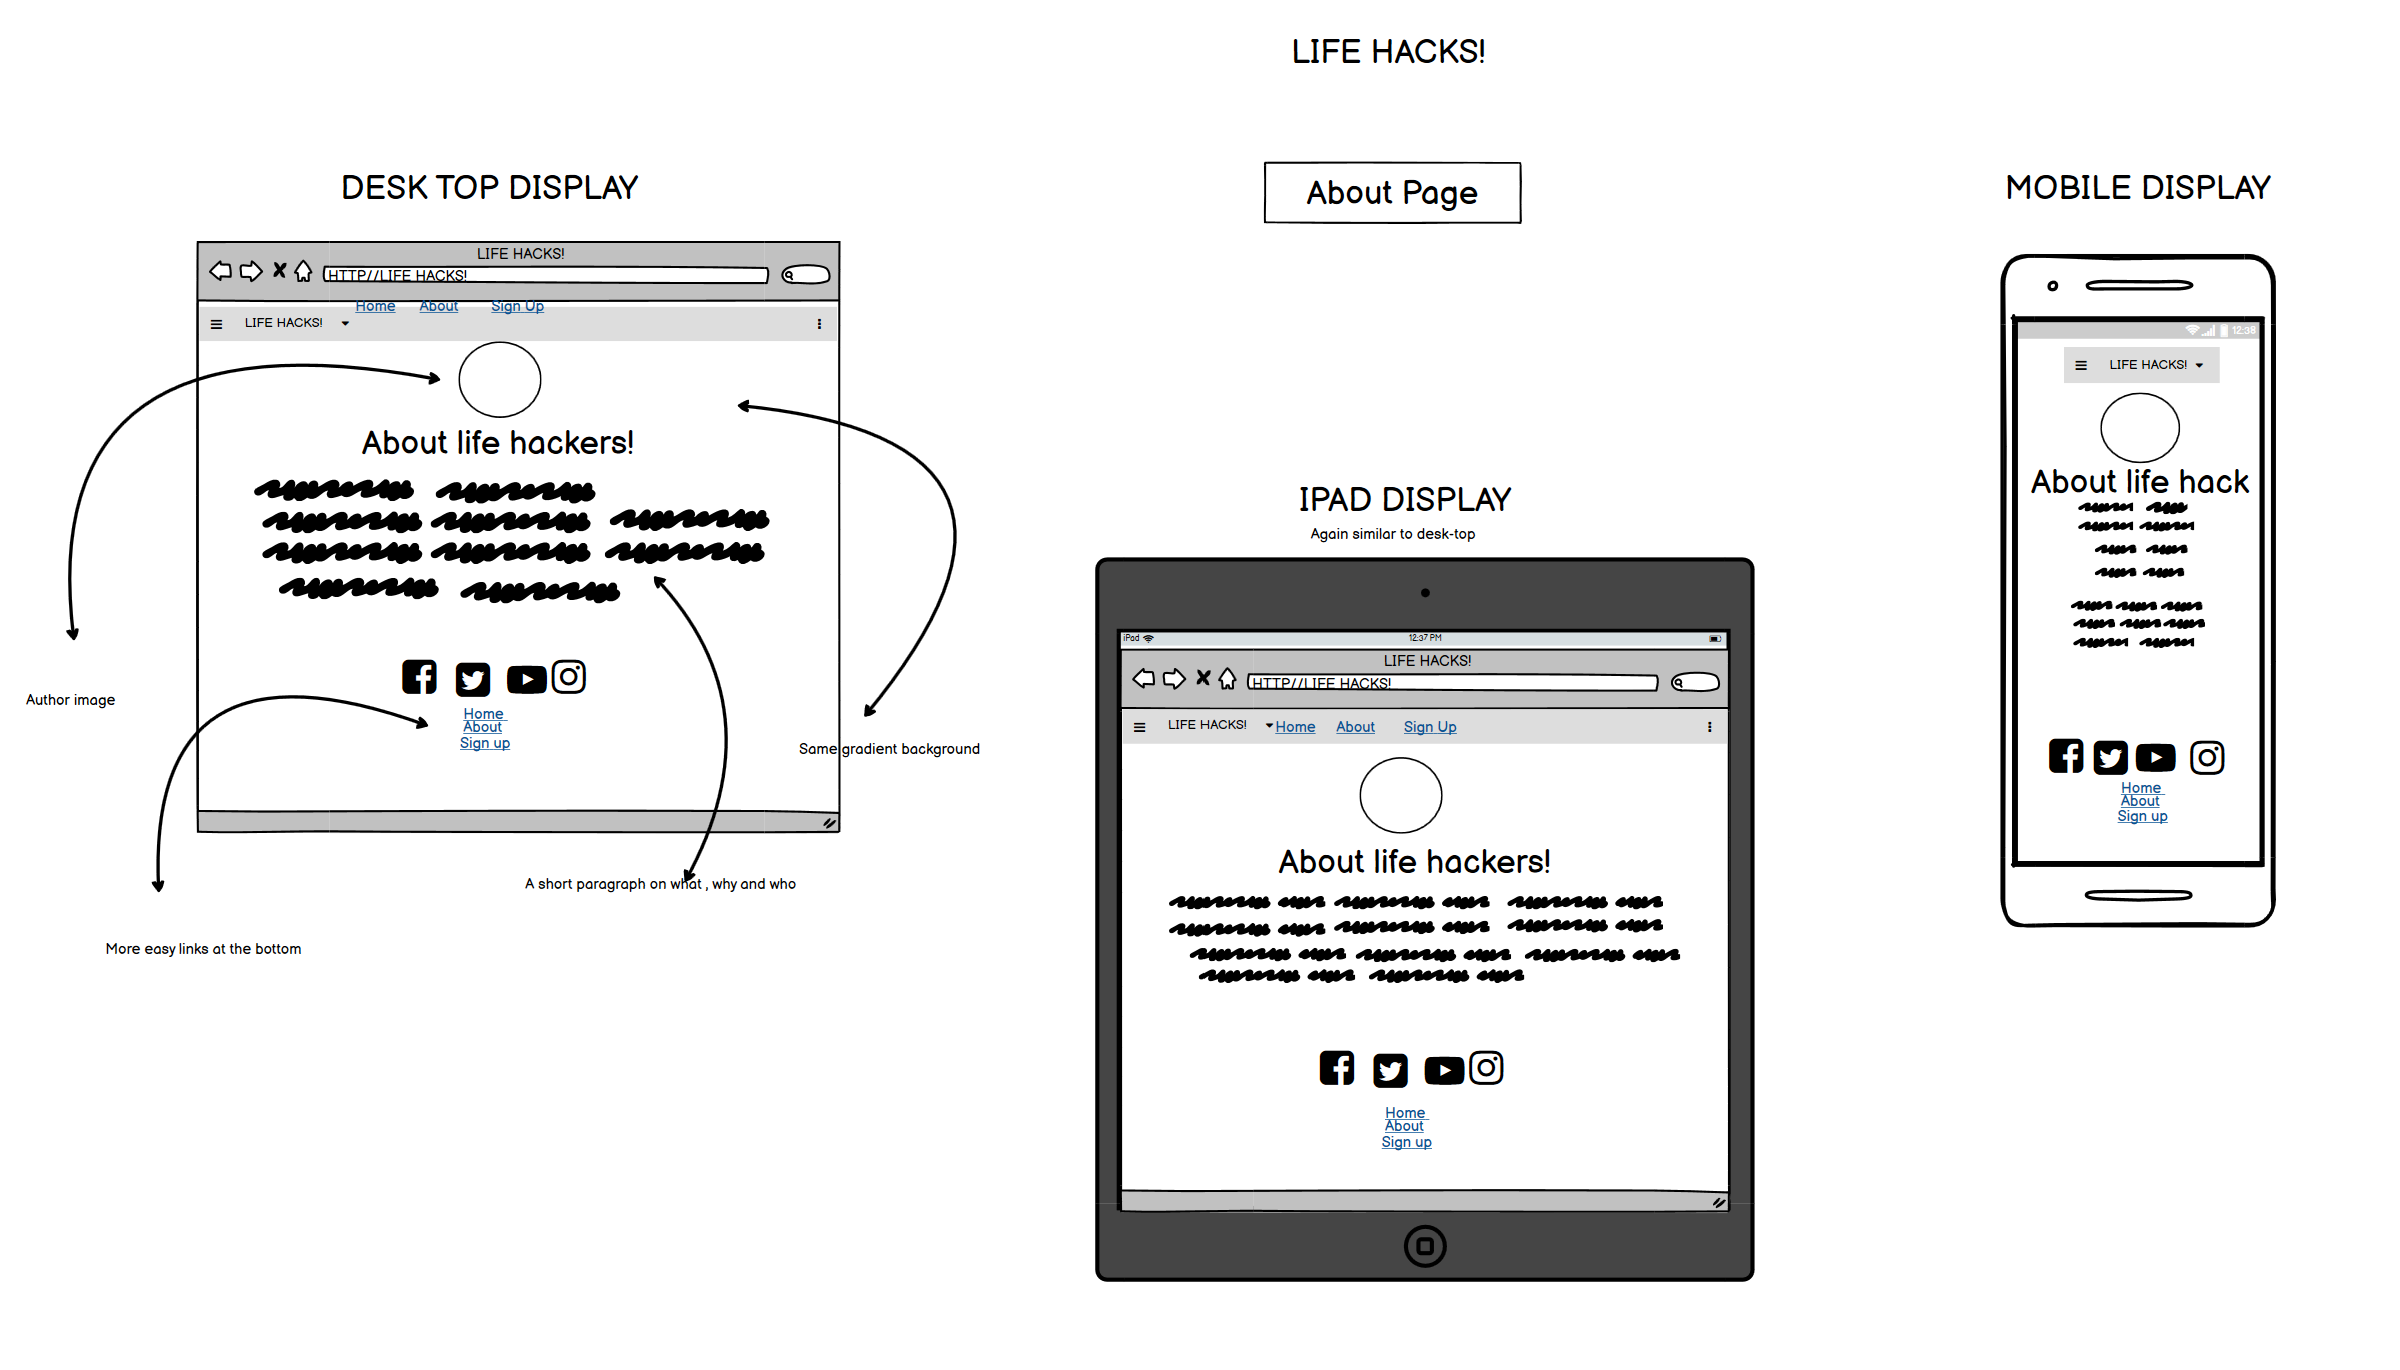 LIFE HACKS!
About Page
DESK TOP DISPLAY
LIFE HACKS!
HTTP//LIFE HACKS!
Home About Sign Up
LIFE HACKS!
About life hackers!
Home
About
Sign up
Author image
Same gradient background
A short paragraph on what , why and who
More easy links at the bottom
IPAD DISPLAY
Again similar to desk-top
iPad 12:37 PM
LIFE HACKS!
HTTP//LIFE HACKS!
LIFE HACKS! Home About Sign Up
About life hackers!
Home
About
Sign up
MOBILE DISPLAY
12:38
LIFE HACKS!
About life hack
Home
About
Sign up